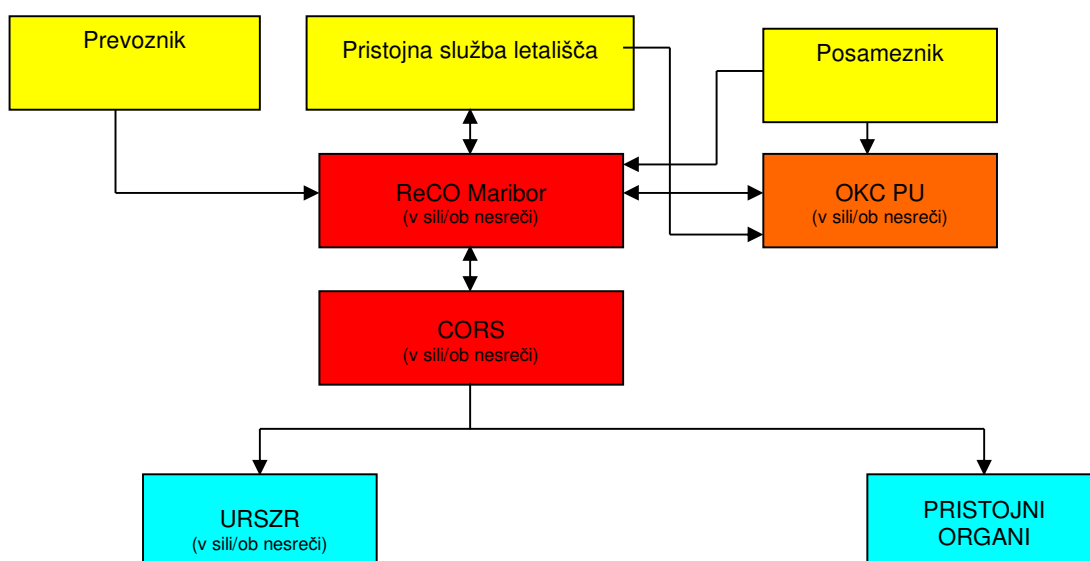 Prevoznik
Pristojna služba letališča
Posameznik
ReCO Maribor
(v sili/ob nesreči)
OKC PU
(v sili/ob nesreči)
CORS
(v sili/ob nesreči)
URSZR
(v sili/ob nesreči)
PRISTOJNI
ORGANI